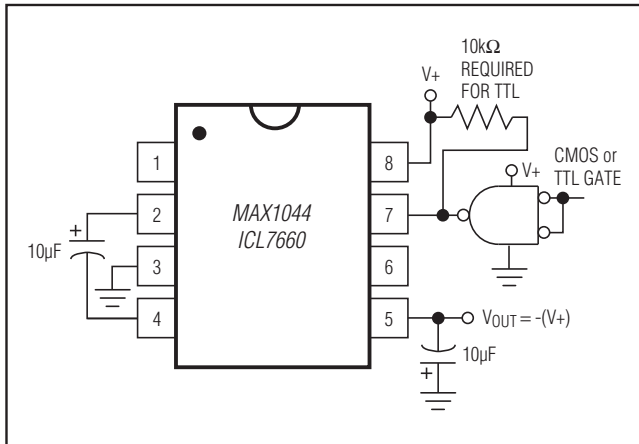 10kΩ
REQUIRED
FOR TTL
V+
CMOS or
TTL GATE
V+
1
2
3
4
MAX1044
ICL7660
8
7
6
5
+
10µF
VOUT = -(V+)
10µF
+